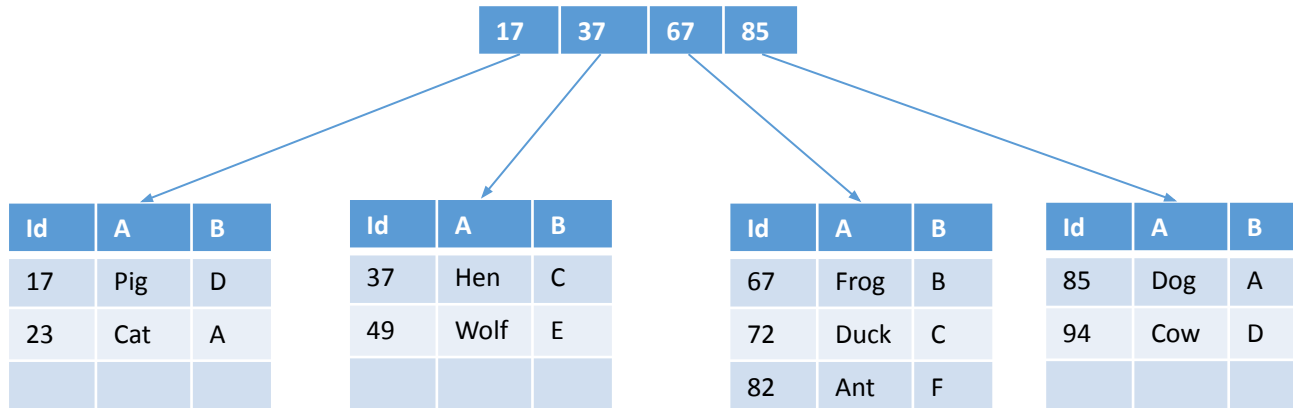 17 37 67 85
Id A B
17 Pig D
23 Cat A
Id A B
37 Hen C
49 Wolf E
Id A B
67 Frog B
72 Duck C
82 Ant F
Id A B
85 Dog A
94 Cow D